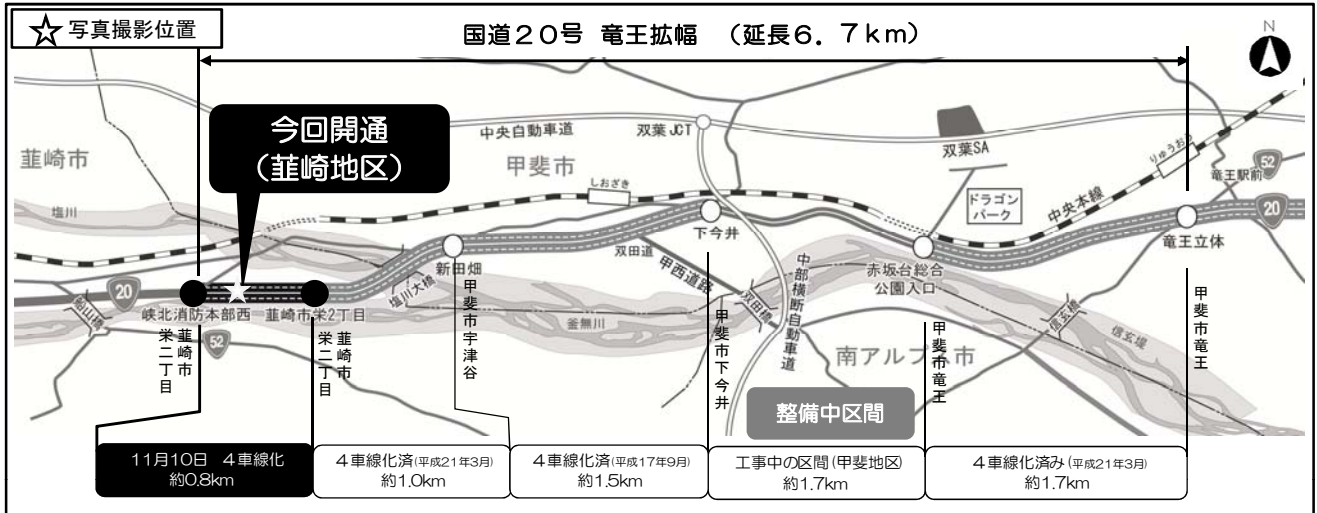 ☆ 写真撮影位置
国道20号 竜王拡幅 (延長6.7km)
N
今回開通
(韮崎地区)
中央自動車道
双葉JCT
双葉SA
韮崎市
甲斐市
りゅうおう
52
竜王駅前
しおざき
ドラゴン
パーク
中央本線
20
塩川
下今井
竜王立体
新田畑
双田道
甲西道路
赤坂台総合
公園入口
20
塩川大橋
双田橋
中部横断自動車道
信玄橋
船山橋
峡北消防本部西
韮崎市栄2丁目
釜無川
信玄堤
52
南アルプス市
韮崎市
栄二丁目
韮崎市
栄二丁目
甲斐市宇津谷
甲斐市下今井
甲斐市竜王
甲斐市竜王
整備中区間
11月10日 4車線化
約0.8km
4車線化済(平成21年3月)
約1.0km
4車線化済(平成17年9月)
約1.5km
工事中の区間(甲斐地区)
約1.7km
4車線化済み(平成21年3月)
約1.7km